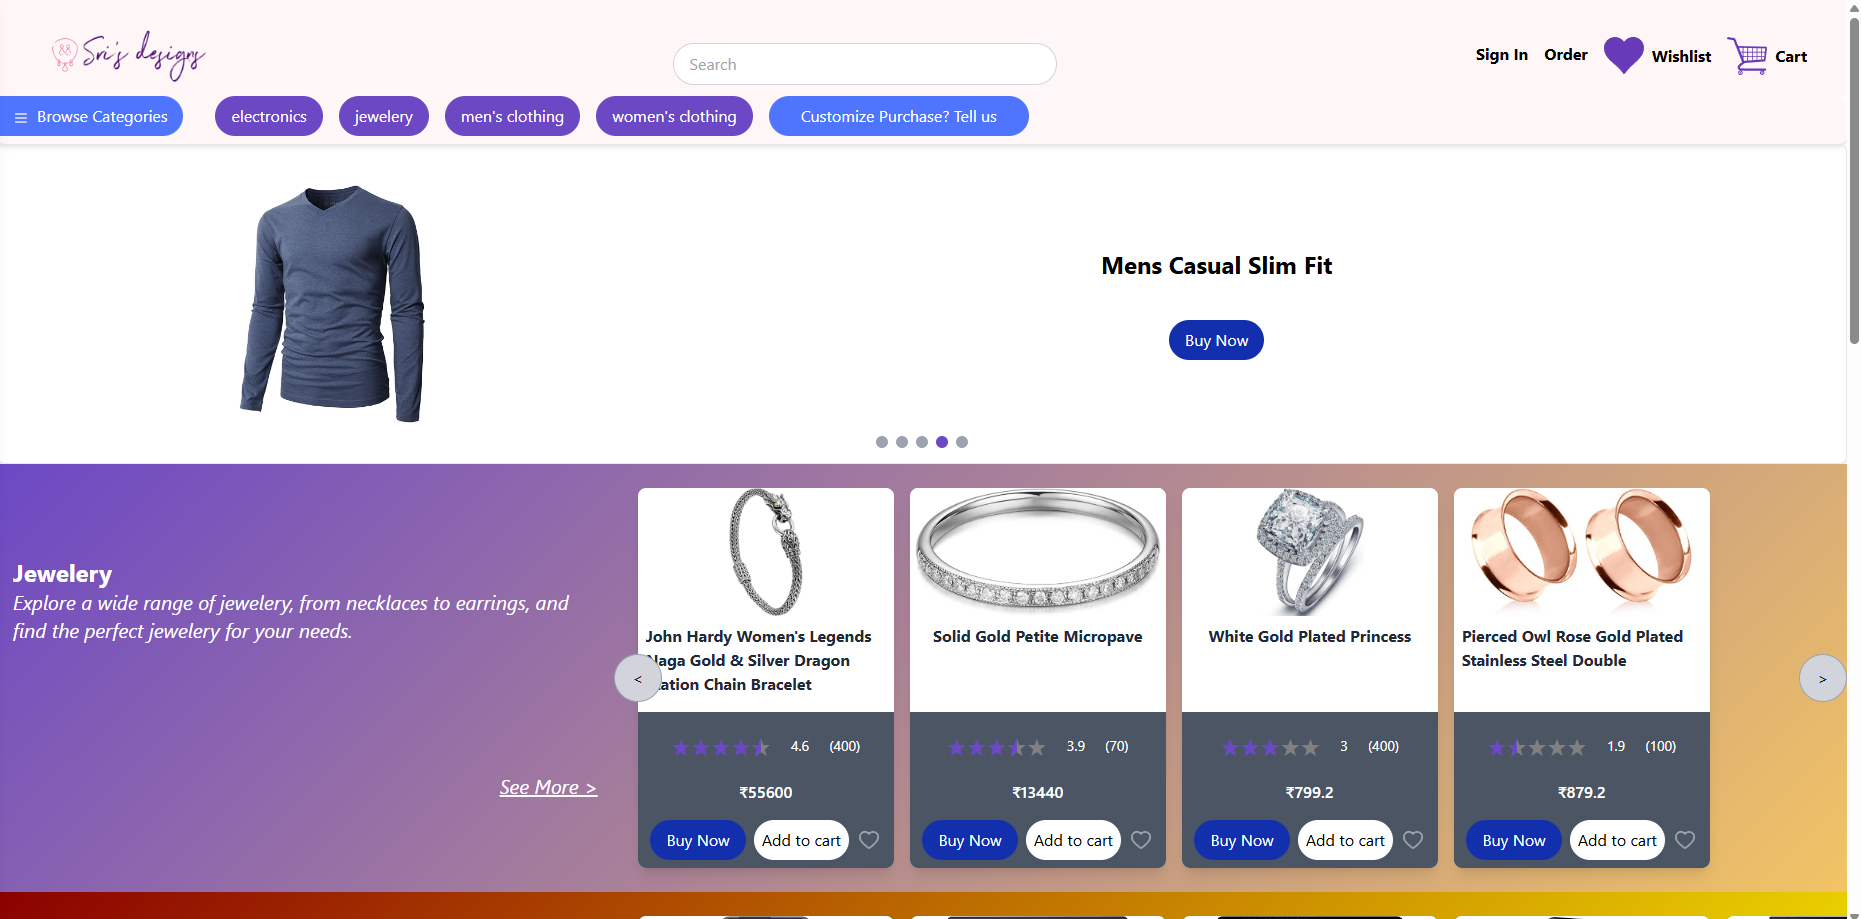 Sri's designs
Search
Sign In
Order
Wishlist
Cart
Browse Categories
electronics
jewelery
men's clothing
women's clothing
Customize Purchase? Tell us
Mens Casual Slim Fit
Buy Now
Jewelery
Explore a wide range of jewelery, from necklaces to earrings, and
find the perfect jewelery for your needs.
See More >
<
John Hardy Women's Legends
Naga Gold & Silver Dragon
Station Chain Bracelet
4.6 (400)
₹55600
Buy Now
Add to cart
Solid Gold Petite Micropave
3.9 (70)
₹13440
Buy Now
Add to cart
White Gold Plated Princess
3 (400)
₹799.2
Buy Now
Add to cart
Pierced Owl Rose Gold Plated
Stainless Steel Double
1.9 (100)
₹879.2
Buy Now
Add to cart
>